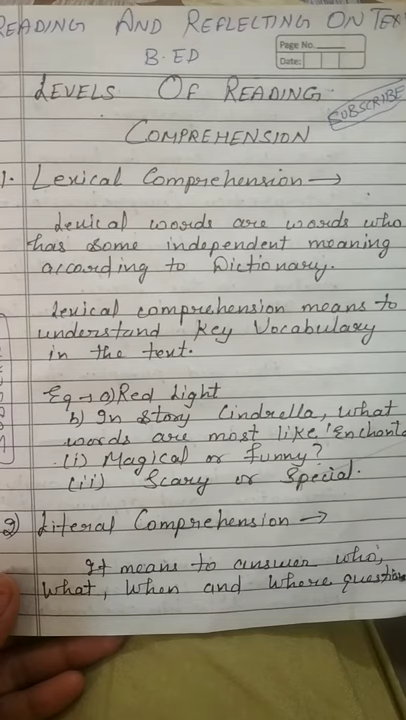 READING AND REFLECTING ON TEX
B.ED
Page No.
Date:
LEVELS OF READING
SUBSCRIBE
COMPREHENSION
1. Lexical Comprehension →
Lexical words are words who
has some independent meaning
according to Dictionary.
Lexical comprehension means to
understand Key Vocabulary
in the text.
Eg → a) Red Light
b) In Story Cindrella, what
words are most like 'Enchant
(i) Magical or Funny?
(ii) Scary or Special.
2) Literal Comprehension →
It means to answer who,
what, when and where question